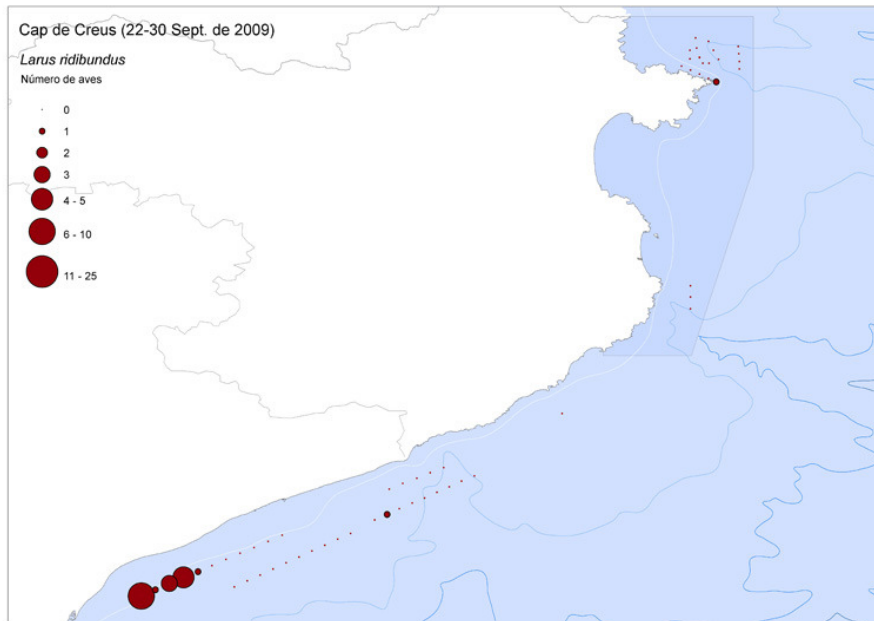 Cap de Creus (22-30 Sept. de 2009)
Larus ridibundus
Número de aves
0
1
2
3
4 - 5
6 - 10
11 - 25